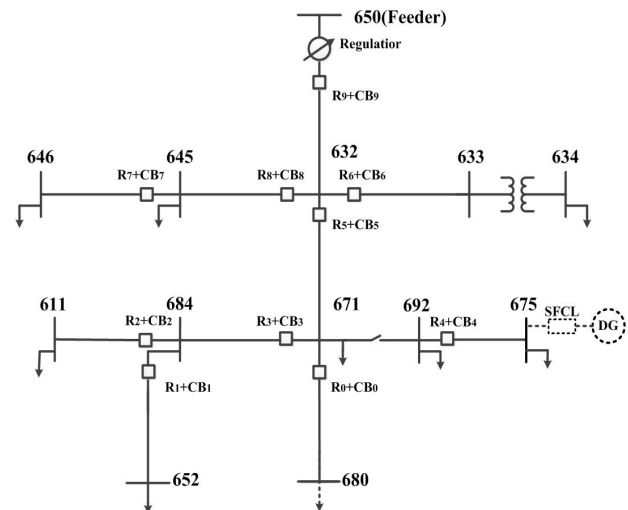 650(Feeder)
Regulatior
R9+CB9
646
645
632
633
634
R7+CB7
R8+CB8
R6+CB6
R5+CB5
611
684
671
692
675
SFCL
DG
R2+CB2
R3+CB3
R4+CB4
R1+CB1
R0+CB0
652
680